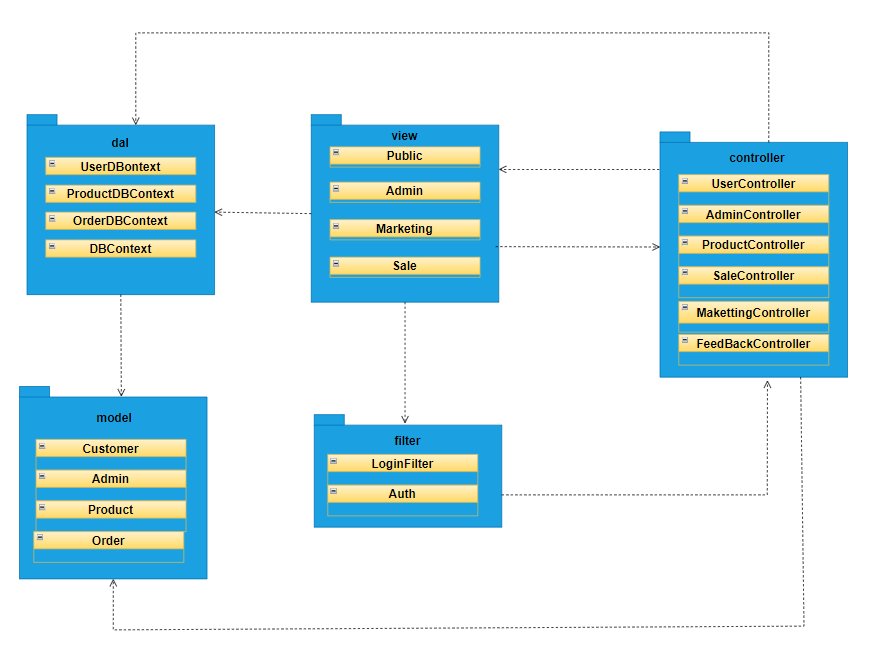 dal
UserDBontext
ProductDBContext
OrderDBContext
DBContext
view
Public
Admin
Marketing
Sale
controller
UserController
AdminController
ProductController
SaleController
MakettingController
FeedBackController
model
Customer
Admin
Product
Order
filter
LoginFilter
Auth